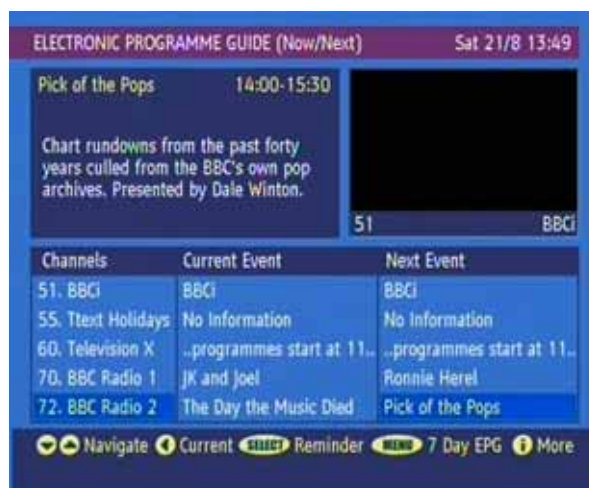 ELECTRONIC PROGRAMME GUIDE (Now/Next) Sat 21/8 13:49
Pick of the Pops 14:00-15:30
Chart rundowns from the past forty
years culled from the BBC's own pop
archives. Presented by Dale Winton.
51 BBCi
Channels Current Event Next Event
51. BBCi BBCi BBCi
55. Ttext Holidays No Information No Information
60. Television X ..programmes start at 11.. ..programmes start at 11..
70. BBC Radio 1 JK and Joel Ronnie Herel
72. BBC Radio 2 The Day the Music Died Pick of the Pops
Navigate Current SELECT Reminder MENU 7 Day EPG i More